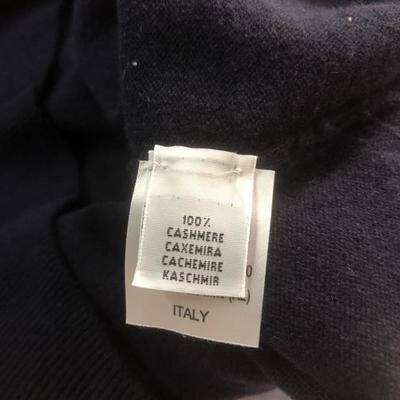 100%
CASHMERE
CAXEMIRA
CACHEMIRE
KASCHMIR
ITALY